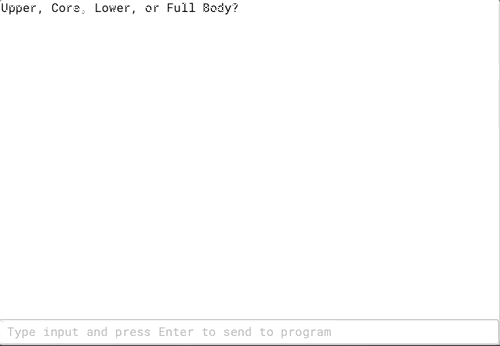 Upper, Core, Lower, or Full Body?
Type input and press Enter to send to program